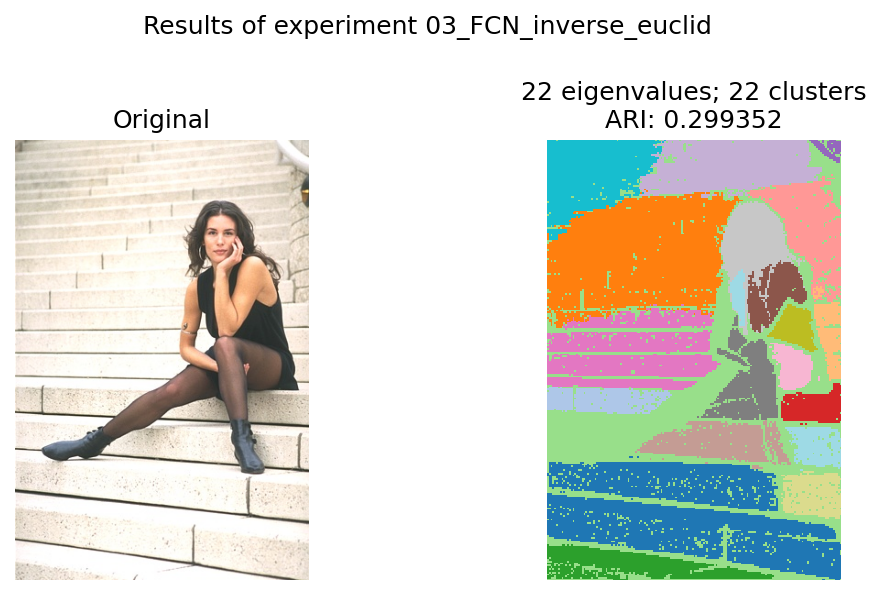 Results of experiment 03_FCN_inverse_euclid
Original
22 eigenvalues; 22 clusters
ARI: 0.299352